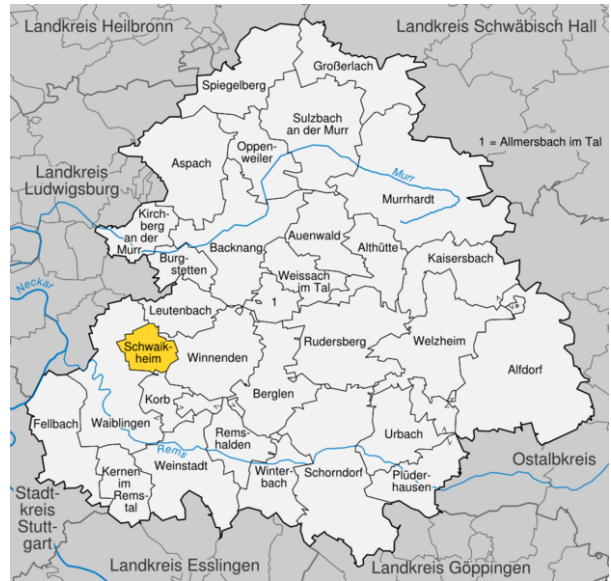 Landkreis Heilbronn
Landkreis Schwäbisch Hall
Großerlach
Spiegelberg
Sulzbach
an der Murr
Oppen-
weiler
1 = Allmersbach im Tal
Aspach
Landkreis
Ludwigsburg
Murr
Murrhardt
Kirch-
berg
an der
Murr
Auenwald
Backnang
Althütte
Burg-
stetten
Kaisersbach
Weissach
im Tal
Neckar
1
Leutenbach
Schwaik-
heim
Winnenden
Rudersberg
Welzheim
Alfdorf
Korb
Berglen
Fellbach
Waiblingen
Rems-
halden
Urbach
Rems
Weinstadt
Kernen
im
Rems-
tal
Winter-
bach
Schorndorf
Plüder-
hausen
Ostalbkreis
Stadt-
kreis
Stutt-
gart
Landkreis Esslingen
Landkreis Göppingen